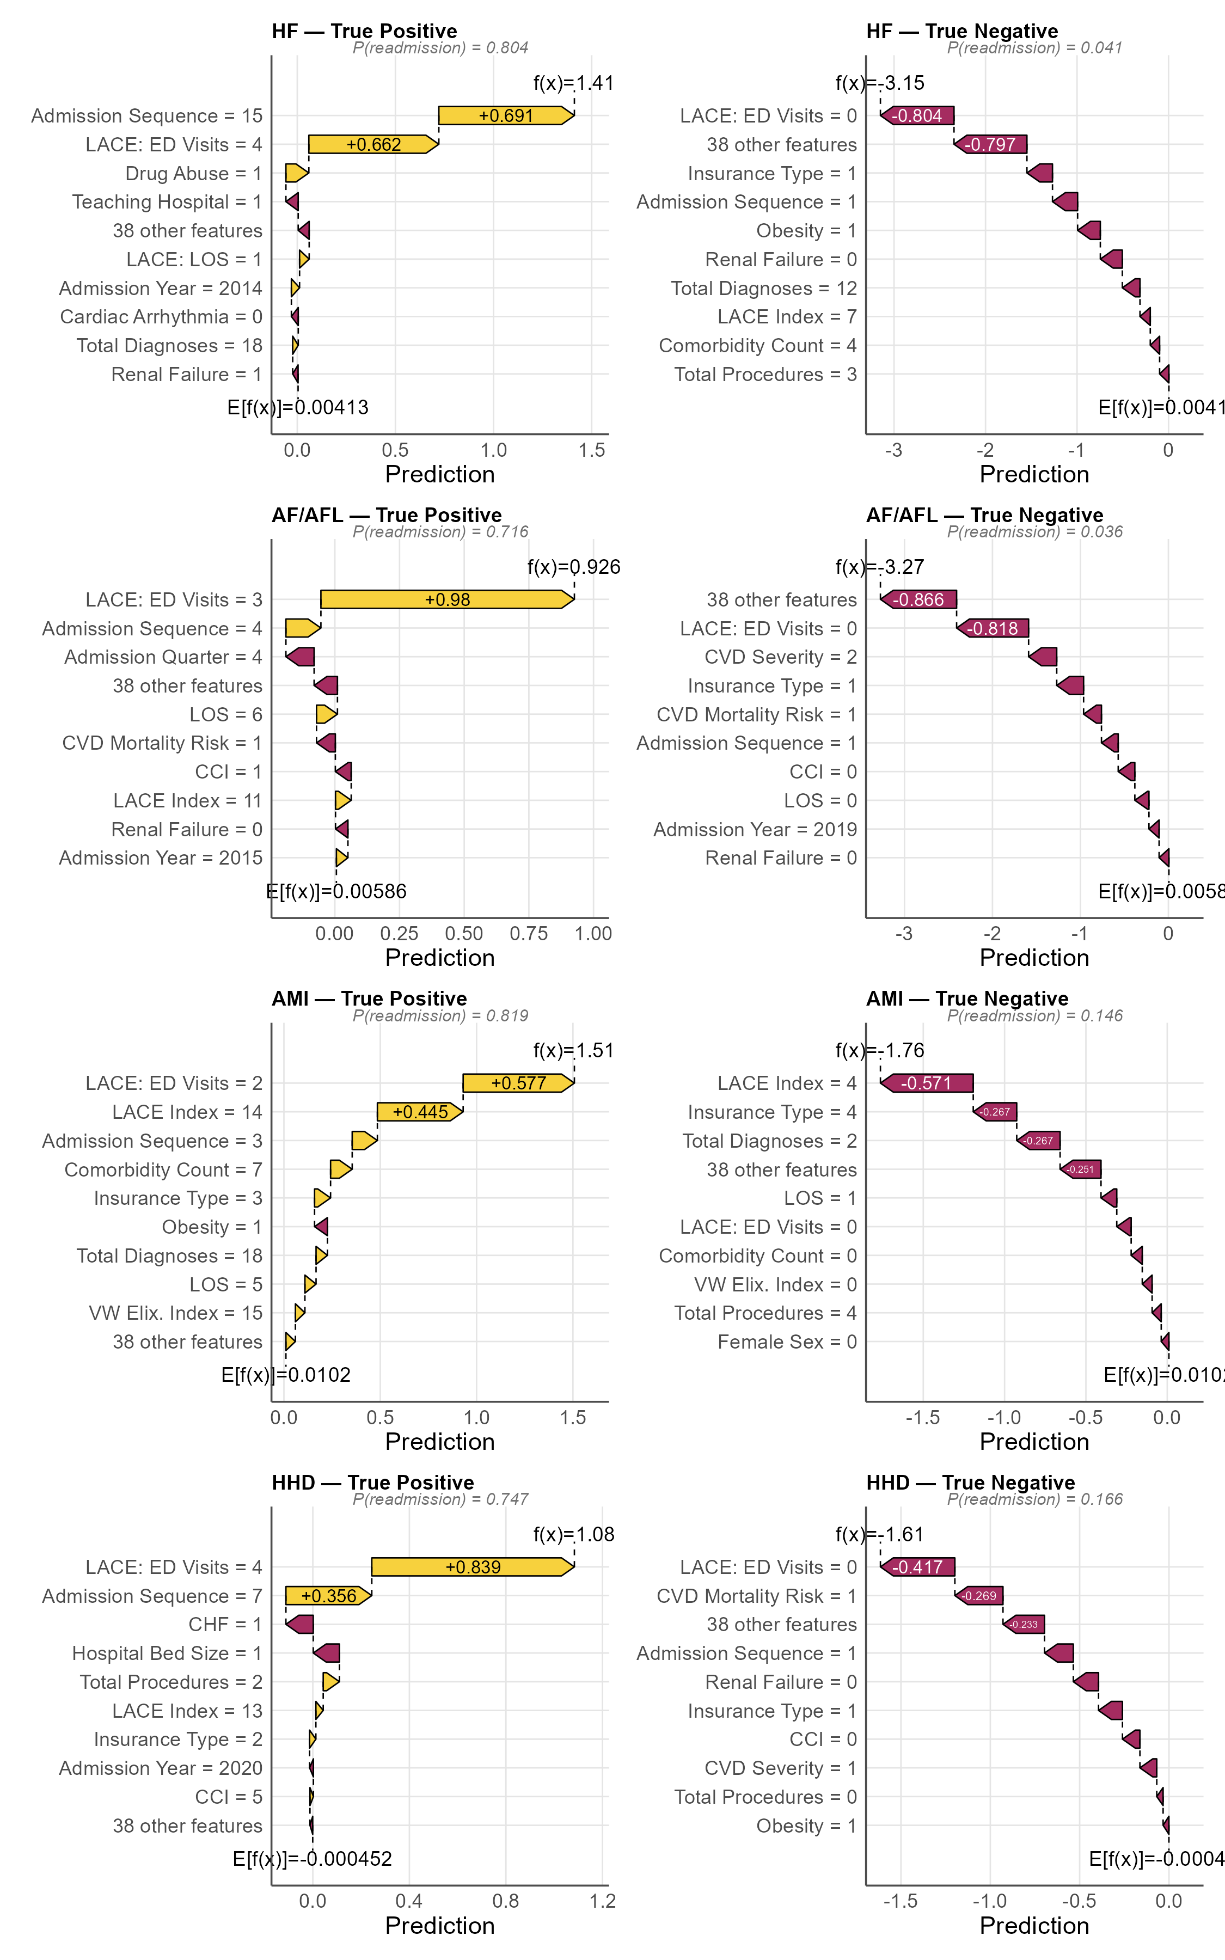 HF — True Positive
P(readmission) = 0.804
f(x)=1.41
Admission Sequence = 15
+0.691
LACE: ED Visits = 4
+0.662
Drug Abuse = 1
Teaching Hospital = 1
38 other features
LACE: LOS = 1
Admission Year = 2014
Cardiac Arrhythmia = 0
Total Diagnoses = 18
Renal Failure = 1
E[f(x)]=0.00413
0.0 0.5 1.0 1.5
Prediction
HF — True Negative
P(readmission) = 0.041
f(x)=-3.15
LACE: ED Visits = 0
-0.804
38 other features
-0.797
Insurance Type = 1
Admission Sequence = 1
Obesity = 1
Renal Failure = 0
Total Diagnoses = 12
LACE Index = 7
Comorbidity Count = 4
Total Procedures = 3
E[f(x)]=0.0041
-3 -2 -1 0
Prediction
AF/AFL — True Positive
P(readmission) = 0.716
f(x)=0.926
LACE: ED Visits = 3
+0.98
Admission Sequence = 4
Admission Quarter = 4
38 other features
LOS = 6
CVD Mortality Risk = 1
CCI = 1
LACE Index = 11
Renal Failure = 0
Admission Year = 2015
E[f(x)]=0.00586
0.00 0.25 0.50 0.75 1.00
Prediction
AF/AFL — True Negative
P(readmission) = 0.036
f(x)=-3.27
38 other features
-0.866
LACE: ED Visits = 0
-0.818
CVD Severity = 2
Insurance Type = 1
CVD Mortality Risk = 1
Admission Sequence = 1
CCI = 0
LOS = 0
Admission Year = 2019
Renal Failure = 0
E[f(x)]=0.0058
-3 -2 -1 0
Prediction
AMI — True Positive
P(readmission) = 0.819
f(x)=1.51
LACE: ED Visits = 2
+0.577
LACE Index = 14
+0.445
Admission Sequence = 3
Comorbidity Count = 7
Insurance Type = 3
Obesity = 1
Total Diagnoses = 18
LOS = 5
VW Elix. Index = 15
38 other features
E[f(x)]=0.0102
0.0 0.5 1.0 1.5
Prediction
AMI — True Negative
P(readmission) = 0.146
f(x)=-1.76
LACE Index = 4
-0.571
Insurance Type = 4
-0.267
Total Diagnoses = 2
-0.267
38 other features
-0.251
LOS = 1
LACE: ED Visits = 0
Comorbidity Count = 0
VW Elix. Index = 0
Total Procedures = 4
Female Sex = 0
E[f(x)]=0.0102
-1.5 -1.0 -0.5 0.0
Prediction
HHD — True Positive
P(readmission) = 0.747
f(x)=1.08
LACE: ED Visits = 4
+0.839
Admission Sequence = 7
+0.356
CHF = 1
Hospital Bed Size = 1
Total Procedures = 2
LACE Index = 13
Insurance Type = 2
Admission Year = 2020
CCI = 5
38 other features
E[f(x)]=-0.000452
0.0 0.4 0.8 1.2
Prediction
HHD — True Negative
P(readmission) = 0.166
f(x)=-1.61
LACE: ED Visits = 0
-0.417
CVD Mortality Risk = 1
-0.269
38 other features
-0.233
Admission Sequence = 1
Renal Failure = 0
Insurance Type = 1
CCI = 0
CVD Severity = 1
Total Procedures = 0
Obesity = 1
E[f(x)]=-0.0004
-1.5 -1.0 -0.5 0.0
Prediction